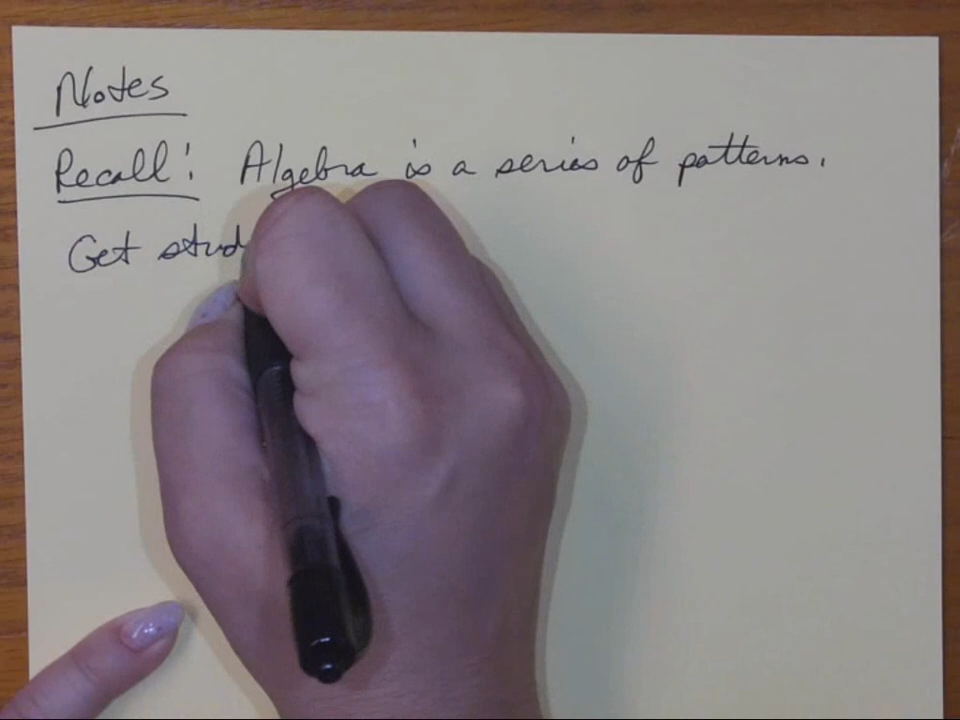 Notes
Recall: Algebra is a series of patterns.
Get stud